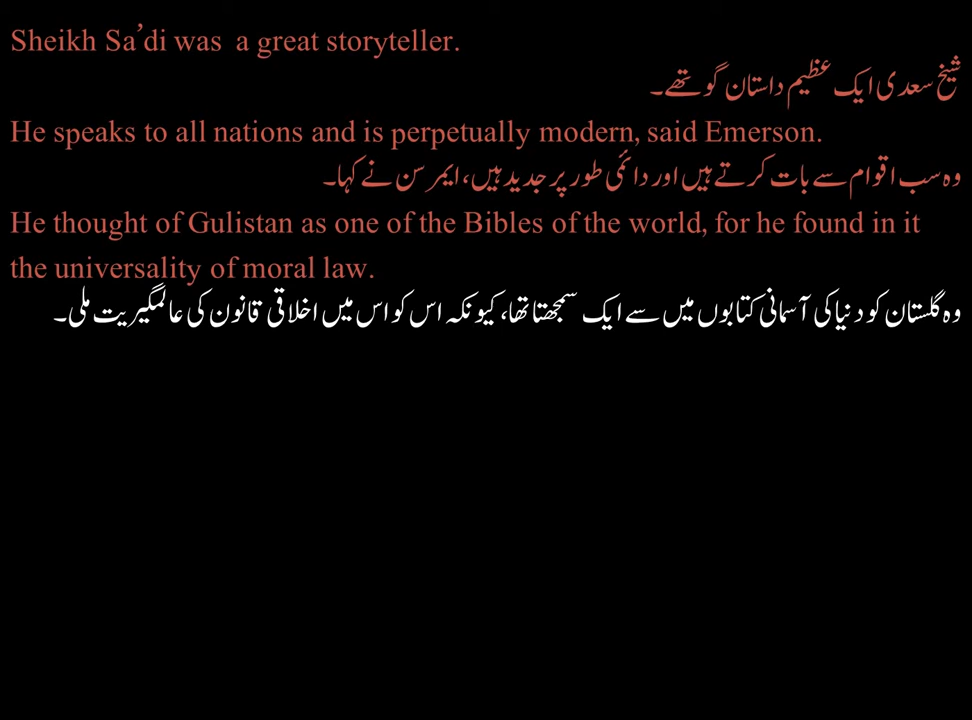 Sheikh Sa’di was a great storyteller.
شیخ سعدی ایک عظیم داستان گو تھے۔
He speaks to all nations and is perpetually modern, said Emerson.
وہ سب اقوام سے بات کرتے ہیں اور دائمی طور پر جدید ہیں، ایمرسن نے کہا۔
He thought of Gulistan as one of the Bibles of the world, for he found in it
the universality of moral law.
وہ گلستان کو دنیا کی آسمانی کتابوں میں سے ایک سمجھتا تھا، کیونکہ اس کو اس میں اخلاقی قانون کی عالمگیریت ملی۔